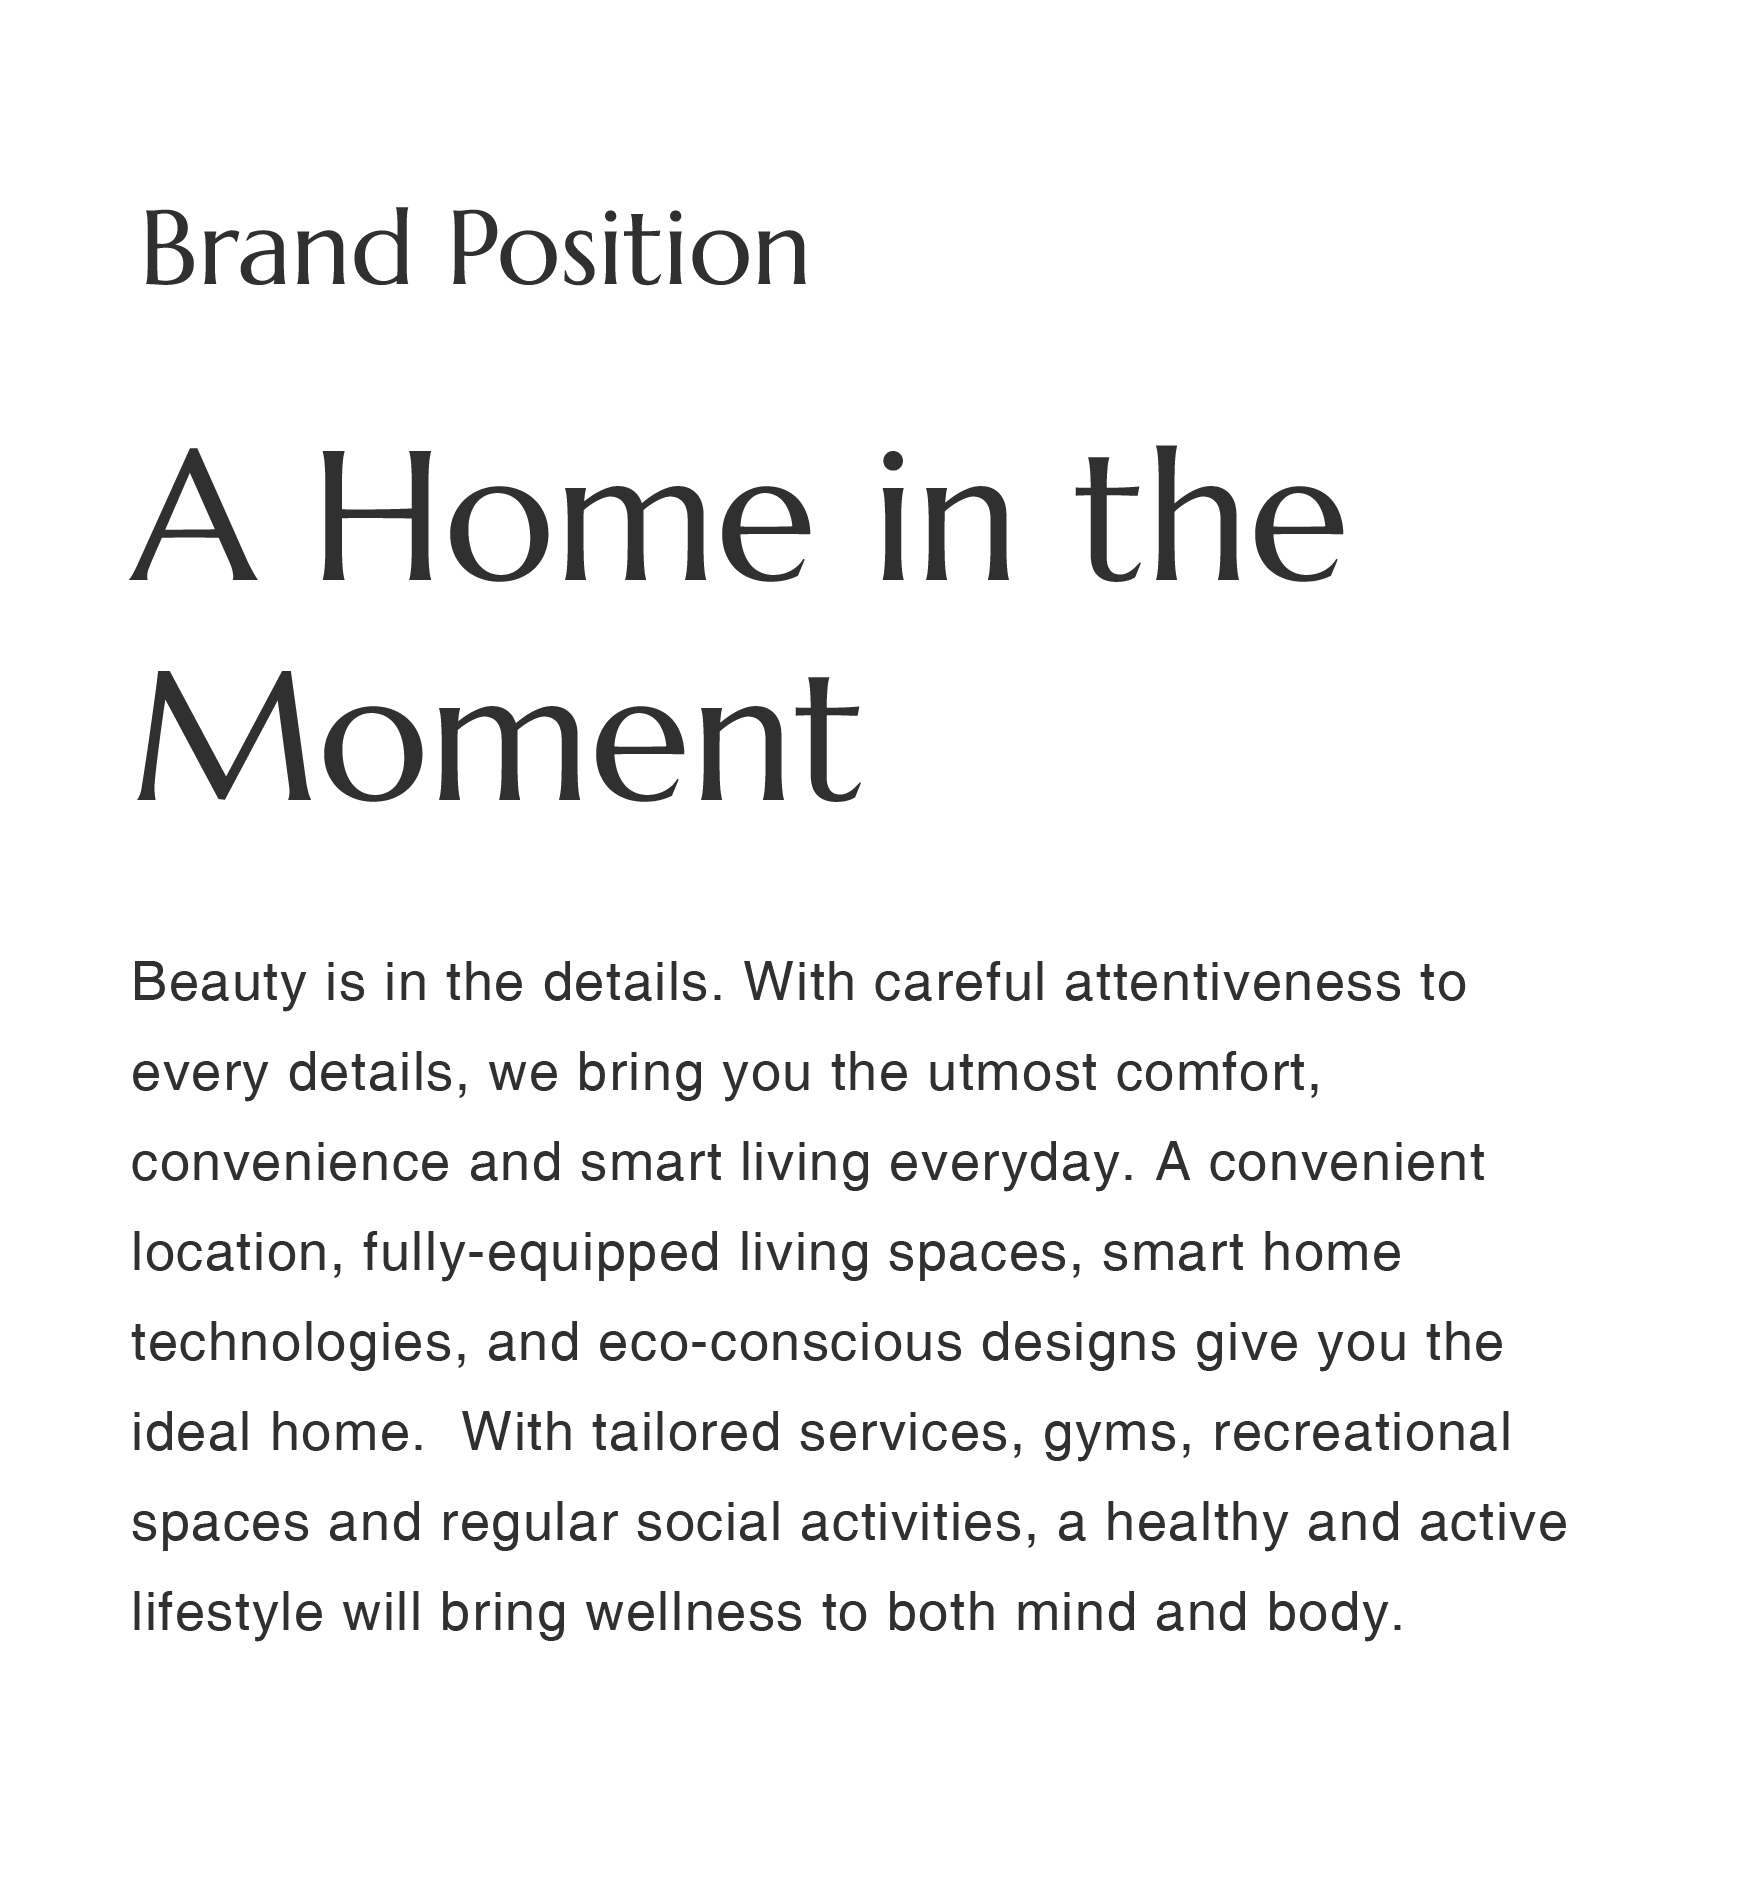 Brand Position
A Home in the
Moment
Beauty is in the details. With careful attentiveness to
every details, we bring you the utmost comfort,
convenience and smart living everyday. A convenient
location, fully-equipped living spaces, smart home
technologies, and eco-conscious designs give you the
ideal home.  With tailored services, gyms, recreational
spaces and regular social activities, a healthy and active
lifestyle will bring wellness to both mind and body.